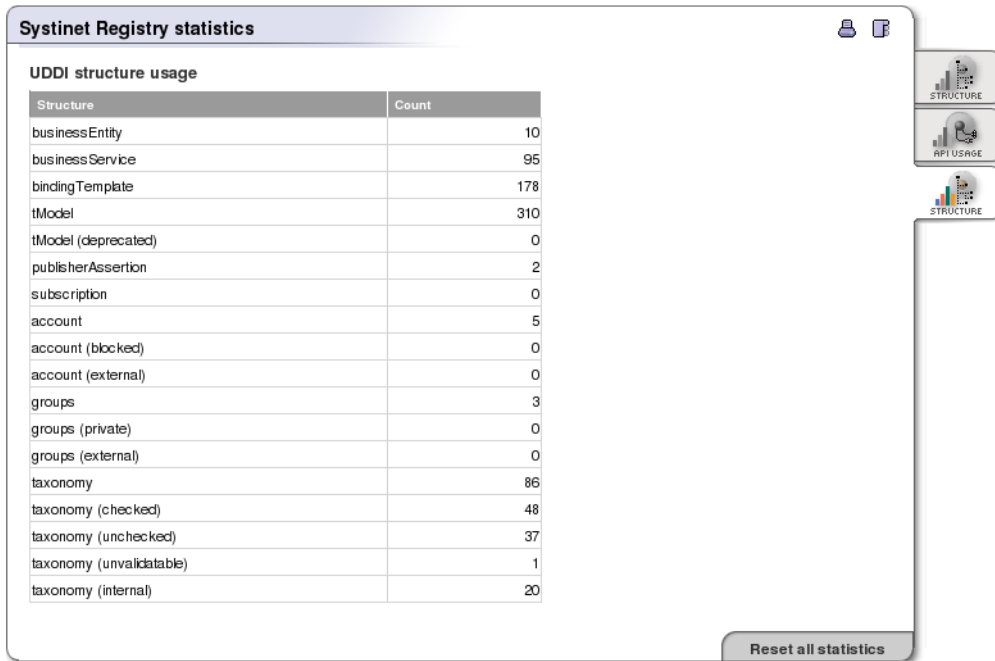 Systinet Registry statistics
UDDI structure usage
Structure Count
businessEntity 10
businessService 95
bindingTemplate 178
tModel 310
tModel (deprecated) 0
publisherAssertion 2
subscription 0
account 5
account (blocked) 0
account (external) 0
groups 3
groups (private) 0
groups (external) 0
taxonomy 86
taxonomy (checked) 48
taxonomy (unchecked) 37
taxonomy (unvalidatable) 1
taxonomy (internal) 20
STRUCTURE
API USAGE
STRUCTURE
Reset all statistics